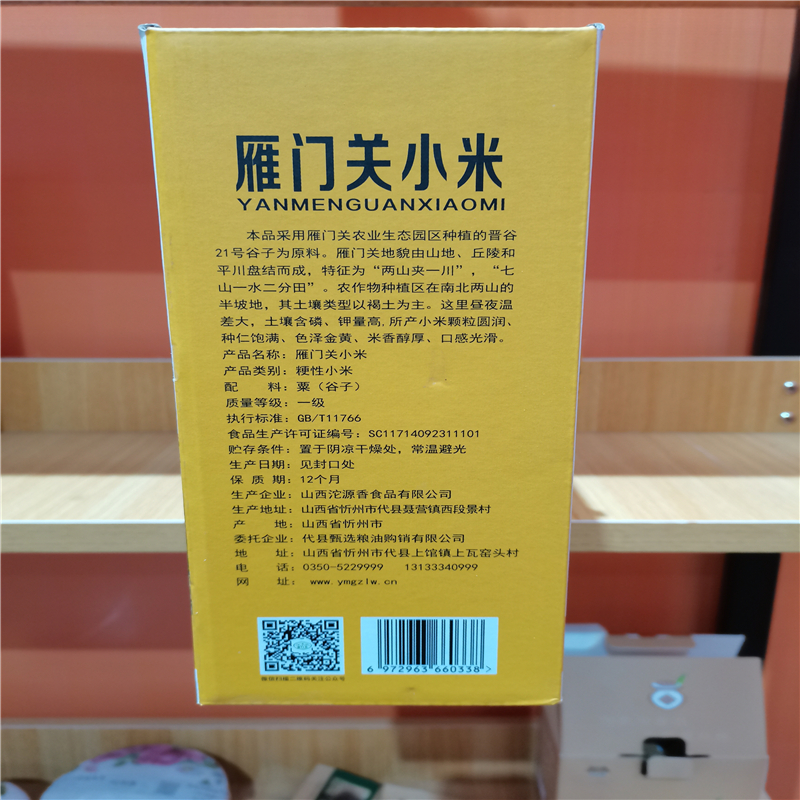 雁门关小米
YANMENGUANXIAOMI
本品采用雁门关农业生态园区种植的晋谷
21号谷子为原料。雁门关地貌由山地、丘陵和
平川盘结而成，特征为“两山夹一川”，“七
山一水二分田”。农作物种植区在南北两山的
半坡地，其土壤类型以褐土为主。这里昼夜温
差大，土壤含磷、钾量高.所产小米颗粒圆润、
种仁饱满、色泽金黄、米香醇厚、口感光滑。
产品名称：雁门关小米
产品类别：粳性小米
配 料：粟（谷子）
质量等级：一级
执行标准：GB/T11766
食品生产许可证编号：SC11714092311101
贮存条件：置于阴凉干燥处，常温避光
生产日期：见封口处
保 质 期：12个月
生产企业：山西沱源香食品有限公司
生产地址：山西省忻州市代县聂营镇西段景村
产 地：山西省忻州市
委托企业：代县甄选粮油购销有限公司
地 址：山西省忻州市代县上馆镇上瓦窑头村
电 话：0350-5229999 13133340999
网 址：www.ymgzlw.cn
微信扫描二维码关注公众号
6 972963 660338 >